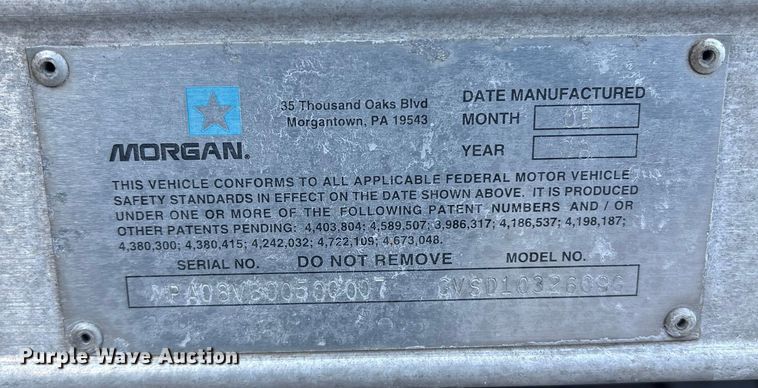 35 Thousand Oaks Blvd
Morgantown, PA 19543
MORGAN®
DATE MANUFACTURED
MONTH 05
YEAR
THIS VEHICLE CONFORMS TO ALL APPLICABLE FEDERAL MOTOR VEHICLE
SAFETY STANDARDS IN EFFECT ON THE DATE SHOWN ABOVE. IT IS PRODUCED
UNDER ONE OR MORE OF THE FOLLOWING PATENT NUMBERS AND / OR
OTHER PATENTS PENDING: 4,403,804; 4,589,507; 3,986,317; 4,186,537; 4,198,187;
4,380,300; 4,380,415; 4,242,032; 4,722,109; 4,673,048.
SERIAL NO. DO NOT REMOVE MODEL NO.
Purple Wave Auction